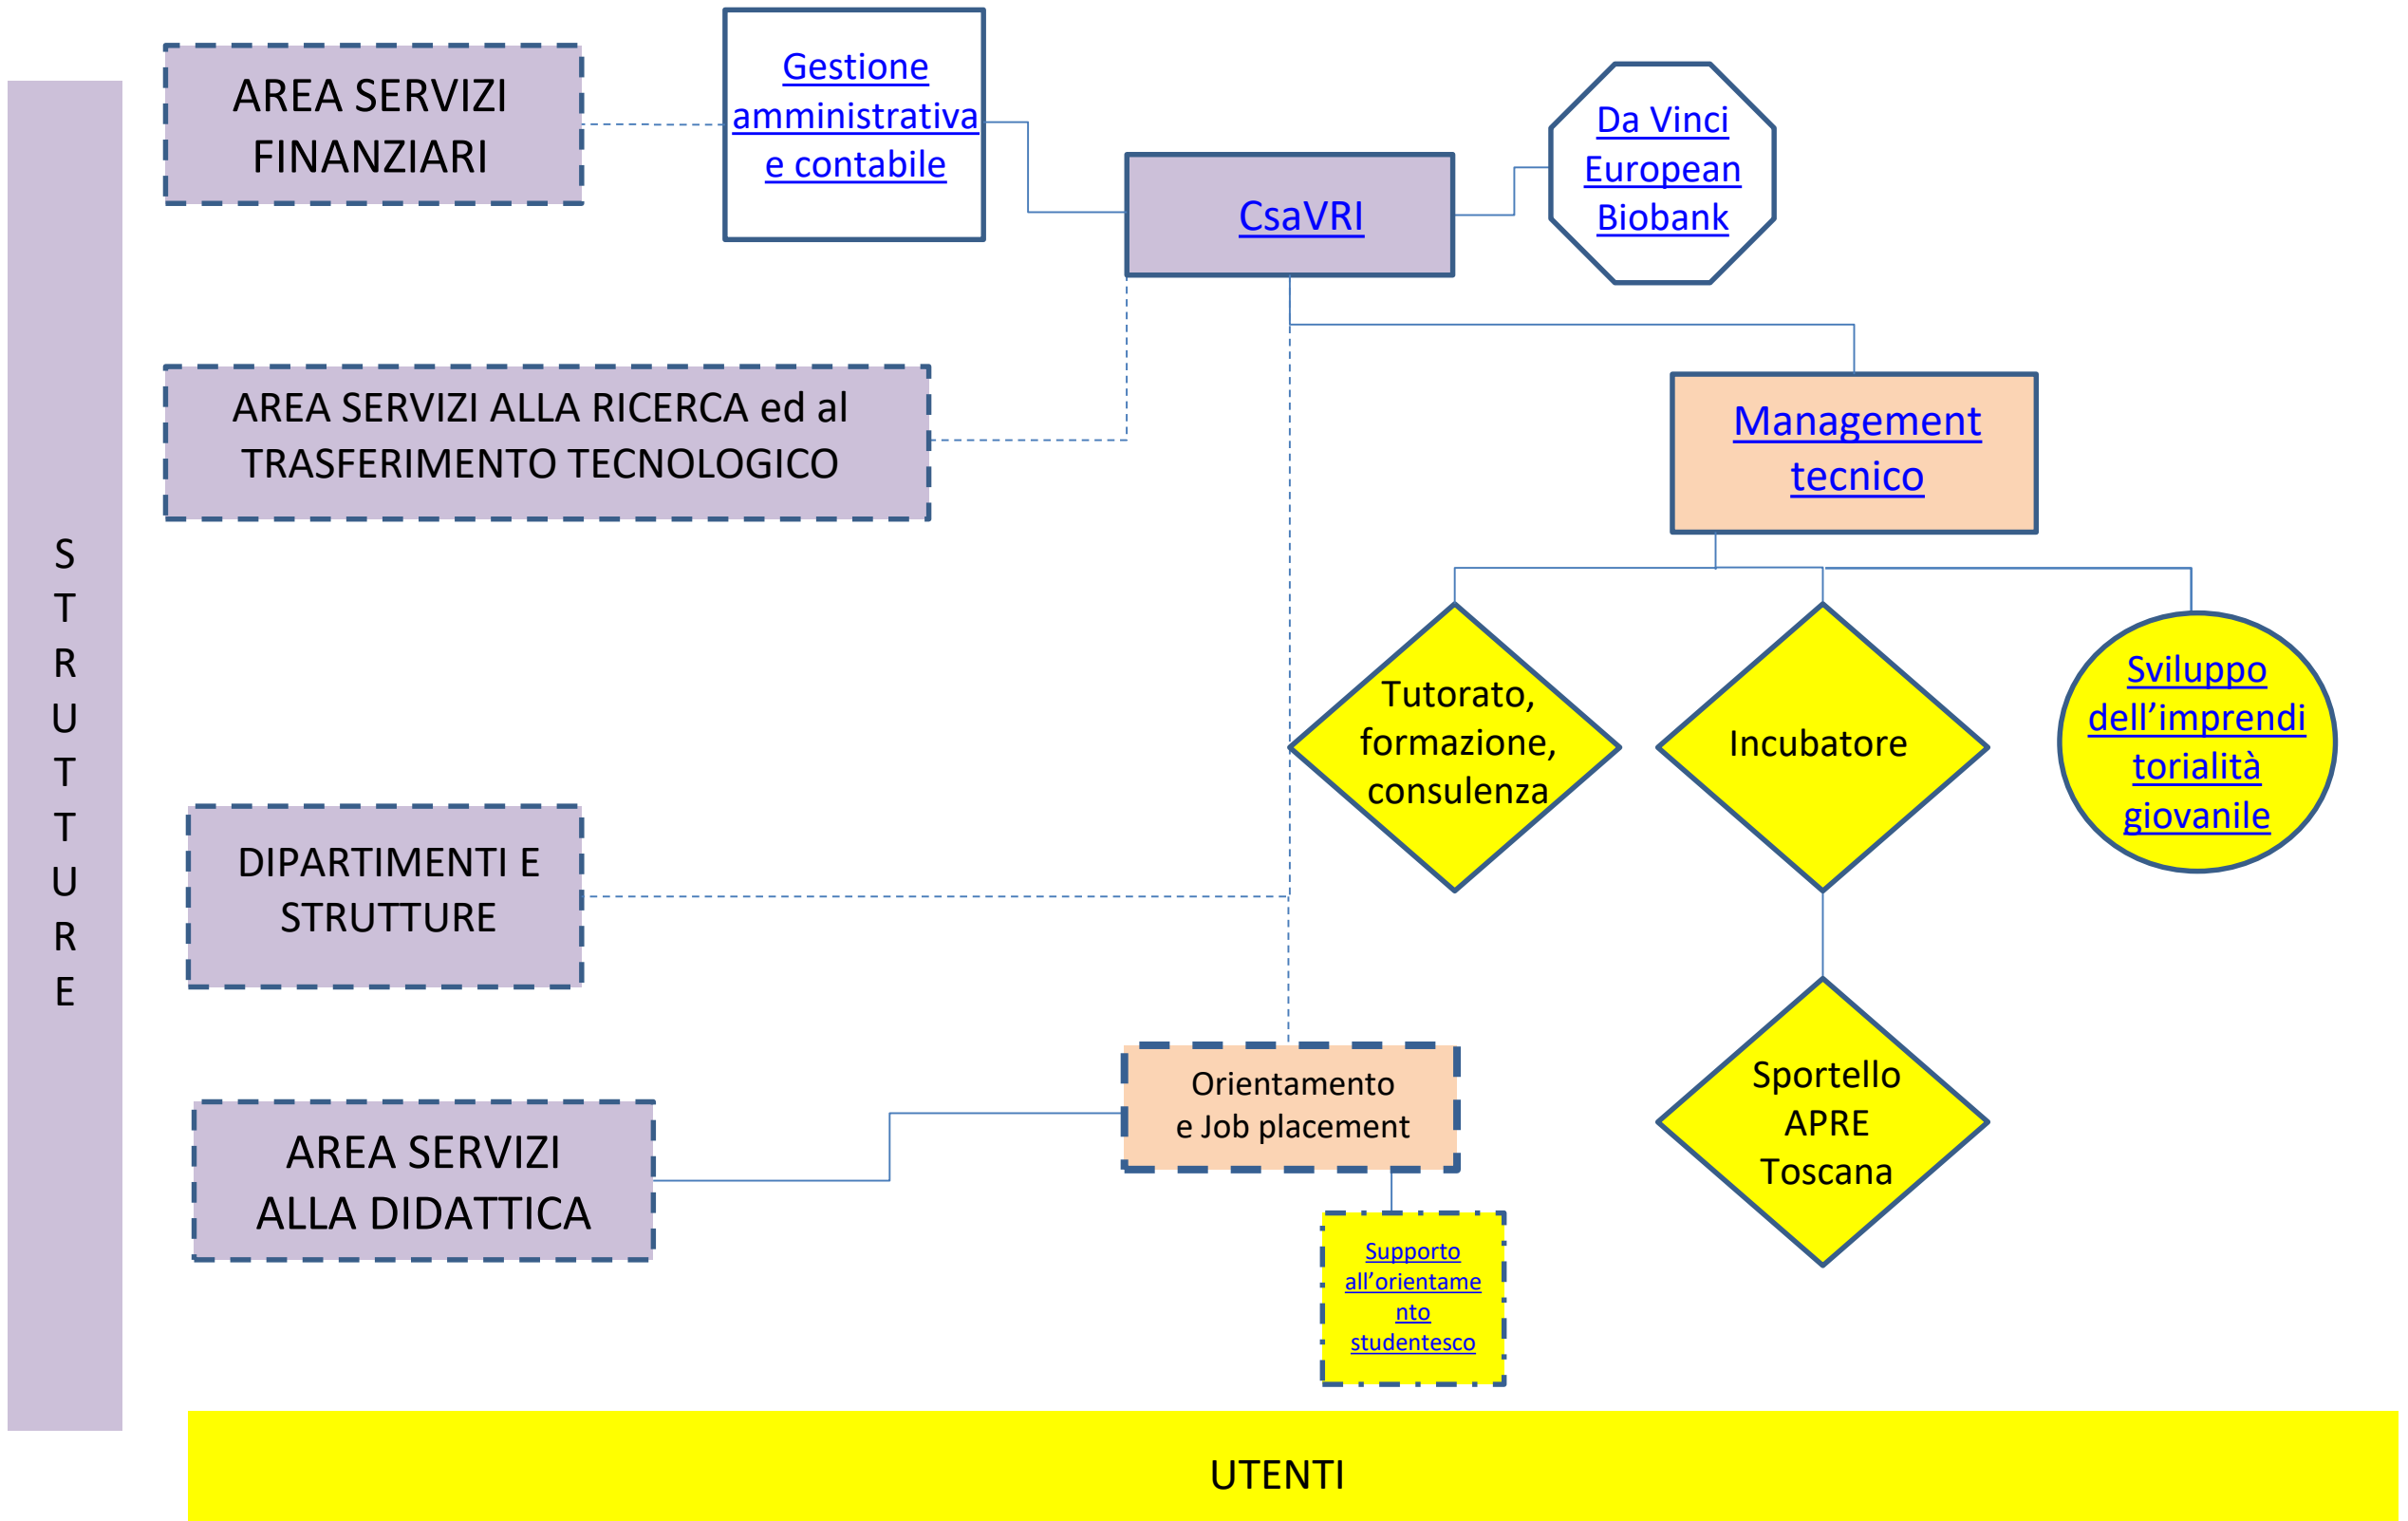 AREA SERVIZI
FINANZIARI
Gestione
amministrativa
e contabile
CsaVRI
Da Vinci
European
Biobank
AREA SERVIZI ALLA RICERCA ed al
TRASFERIMENTO TECNOLOGICO
Management
tecnico
S
T
R
U
T
T
U
R
E
Tutorato,
formazione,
consulenza
Incubatore
Sviluppo
dell’imprendi
torialità
giovanile
DIPARTIMENTI E
STRUTTURE
Orientamento
e Job placement
Sportello
APRE
Toscana
AREA SERVIZI
ALLA DIDATTICA
Supporto
all’orientame
nto
studentesco
UTENTI